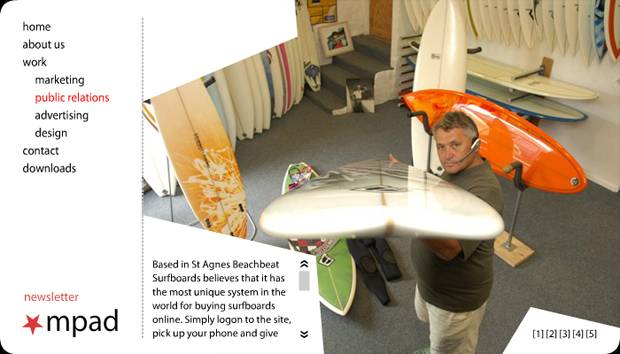 home
about us
work
marketing
public relations
advertising
design
contact
downloads
Based in St Agnes Beachbeat
Surfboards believes that it has
the most unique system in the
world for buying surfboards
online. Simply logon to the site,
pick up your phone and give
newsletter
mpad
[1] [2] [3] [4] [5]